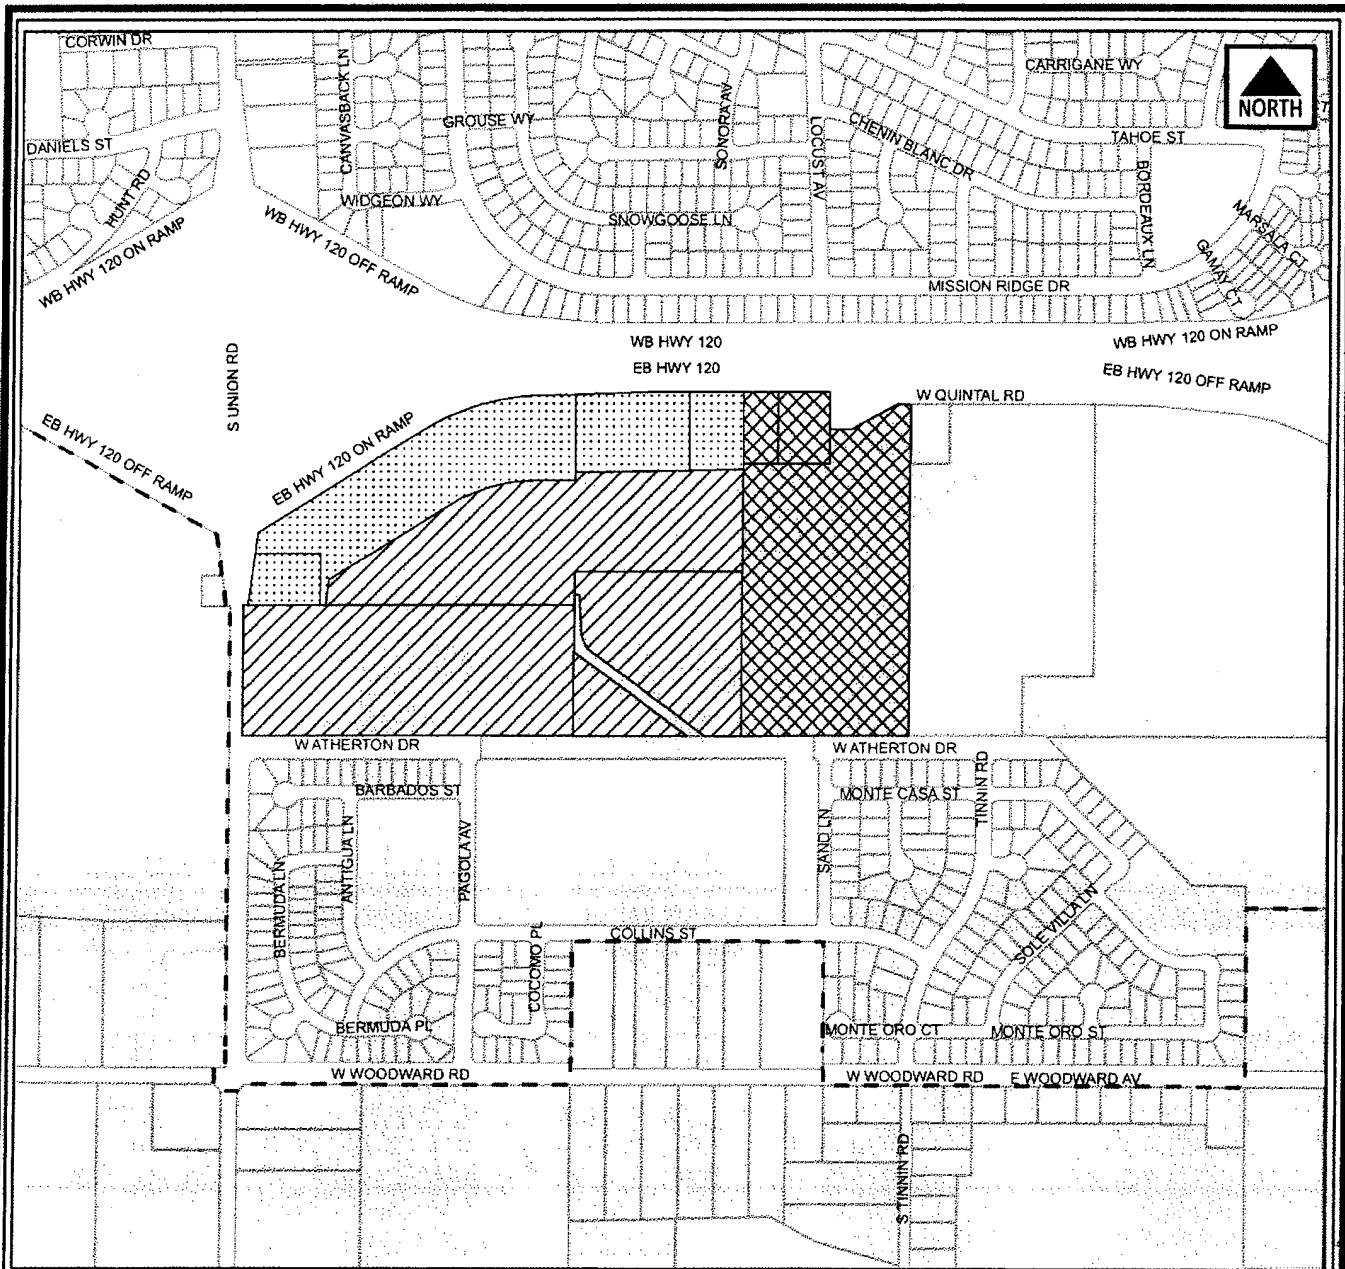 CORWIN DR
CANVASBACK LN
CARRIGANE WY
NORTH
GROUSE WY
SONORA AV
LOCUST AV
CHENIN BLANC DR
TAHOE ST
DANIELS ST
HUNT RD
WIDGEON WY
SNOWGOOSE LN
BORDEAUX LN
MARSALA CT
GAMAY CT
WB HWY 120 ON RAMP
WB HWY 120 OFF RAMP
MISSION RIDGE DR
WB HWY 120
WB HWY 120 ON RAMP
S UNION RD
EB HWY 120
EB HWY 120 OFF RAMP
W QUINTAL RD
EB HWY 120 OFF RAMP
EB HWY 120 ON RAMP
W ATHERTON DR
W ATHERTON DR
BARBADOS ST
MONTE CASA ST
TINNIN RD
ANTIGUA LN
PAGOLA AV
SAND LN
BERMUDA LN
COCOMO PL
COLLINS ST
SOLE VILLA LN
BERMUDA PL
MONTE ORO CT
MONTE ORO ST
W WOODWARD RD
W WOODWARD RD
E WOODWARD AV
S TINNIN RD